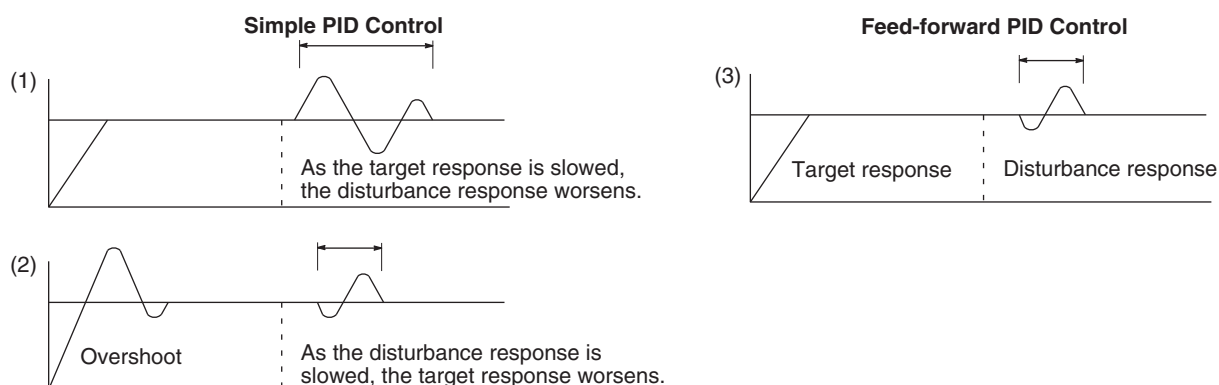 Simple PID Control
(1)
As the target response is slowed,
the disturbance response worsens.
(2)
Overshoot
As the disturbance response is
slowed, the target response worsens.
Feed-forward PID Control
(3)
Target response
Disturbance response